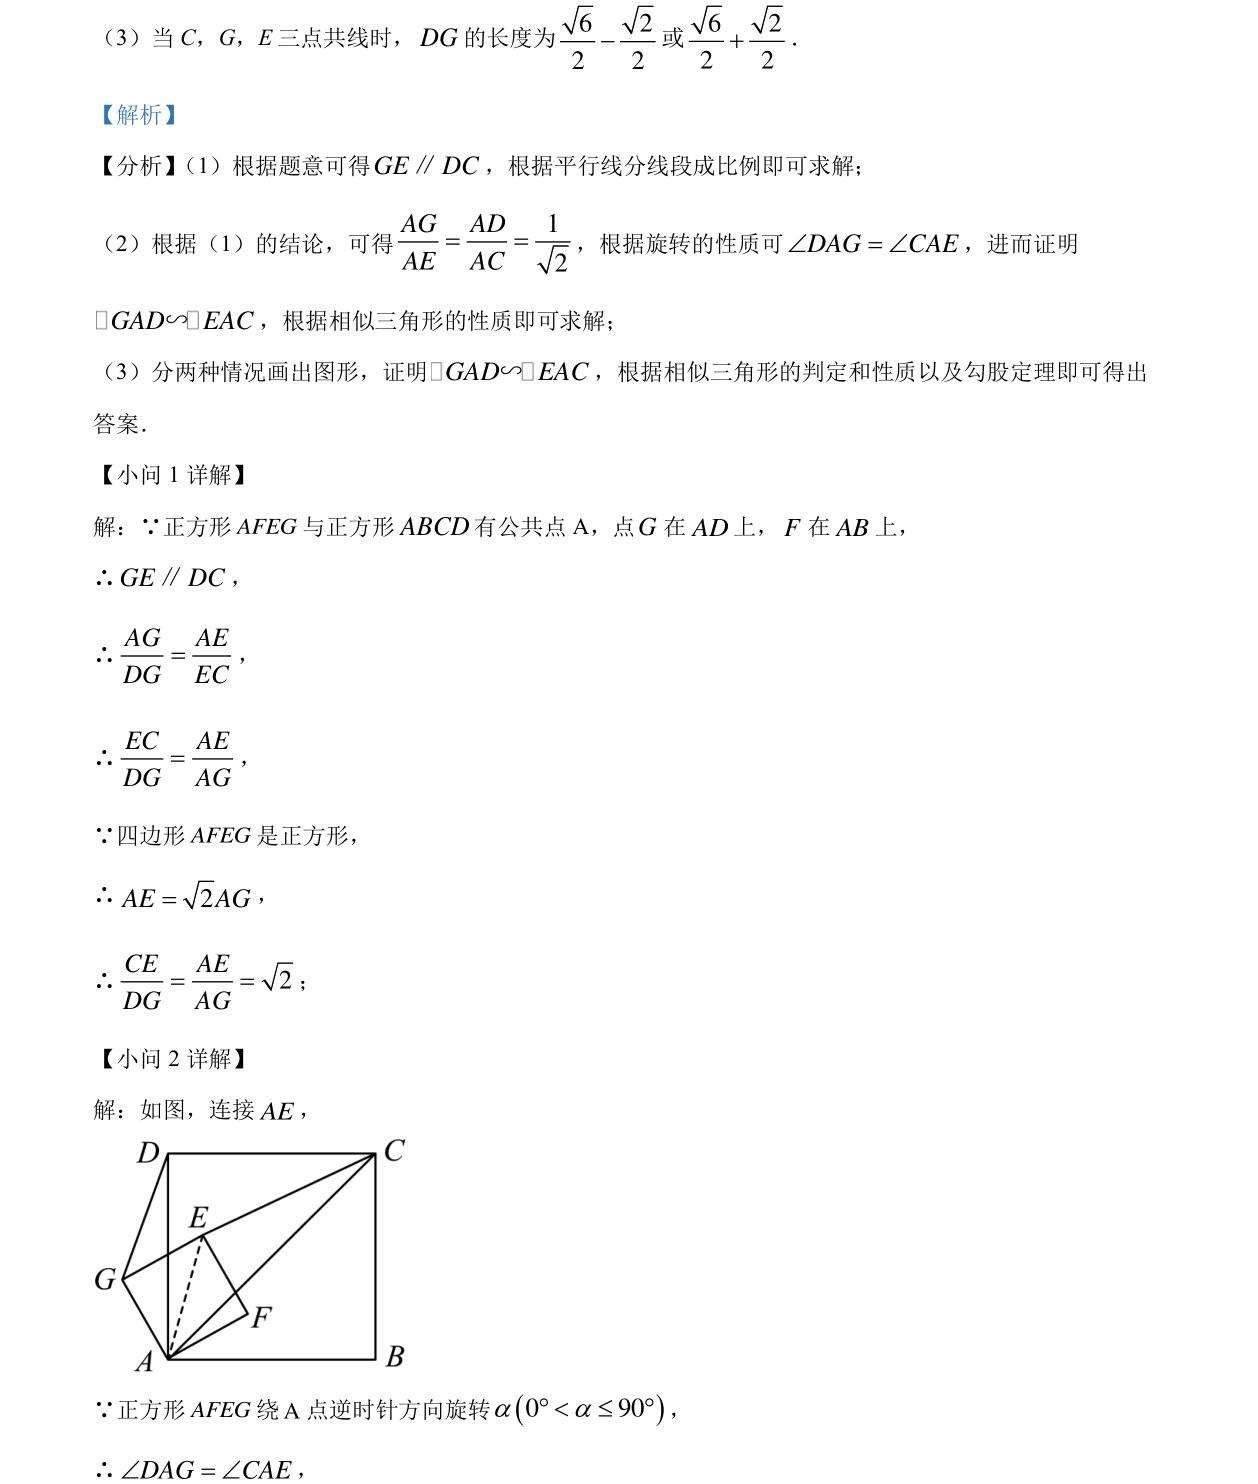 （3）当 C，G，E 三点共线时，DG 的长度为 √6/2 − √2/2 或 √6/2 + √2/2．
【解析】
【分析】（1）根据题意可得 GE∥DC，根据平行线分线段成比例即可求解；
（2）根据（1）的结论，可得 AG/AE = AD/AC = 1/√2，根据旋转的性质可∠DAG = ∠CAE，进而证明
□GAD∽□EAC，根据相似三角形的性质即可求解；
（3）分两种情况画出图形，证明□GAD∽□EAC，根据相似三角形的判定和性质以及勾股定理即可得出
答案．
【小问 1 详解】
解：∵正方形 AFEG 与正方形 ABCD 有公共点 A，点 G 在 AD 上，F 在 AB 上，
∴GE∥DC，
∴AG/DG = AE/EC，
∴EC/DG = AE/AG，
∵四边形 AFEG 是正方形，
∴AE = √2AG，
∴CE/DG = AE/AG = √2；
【小问 2 详解】
解：如图，连接 AE，
D
C
E
G
F
A
B
∵正方形 AFEG 绕 A 点逆时针方向旋转 α(0° < α ≤ 90°)，
∴∠DAG = ∠CAE，